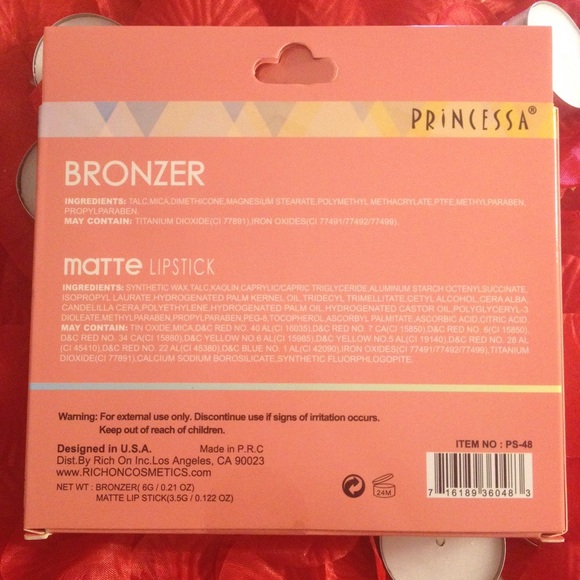 PRINCESSA®
BRONZER
INGREDIENTS: TALC,MICA,DIMETHICONE,MAGNESIUM STEARATE,POLYMETHYL METHACRYLATE,PTFE,METHYLPARABEN,
PROPYLPARABEN.
MAY CONTAIN: TITANIUM DIOXIDE(CI 77891),IRON OXIDES(CI 77491/77492/77499).
matte LIPSTICK
INGREDIENTS: SYNTHETIC WAX,TALC,KAOLIN,CAPRYLIC/CAPRIC TRIGLYCERIDE,ALUMINUM STARCH OCTENYLSUCCINATE,
ISOPROPYL LAURATE,HYDROGENATED PALM KERNEL OIL,TRIDECYL TRIMELLITATE,CETYL ALCOHOL,CERA ALBA,
CANDELILLA CERA,POLYETHYLENE,HYDROGENATED PALM OIL,HYDROGENATED CASTOR OIL,POLYGLYCERYL-3
DIOLEATE,METHYLPARABEN,PROPYLPARABEN,PEG-8,TOCOPHEROL,ASCORBYL PALMITATE, ASCORBIC ACID,CITRIC ACID
MAY CONTAIN: TIN OXIDE,MICA,D&C RED NO. 40 AL(CI 16035),D&C RED NO. 7 CA(CI 15850),D&C RED NO. 6(CI 15850),
D&C RED NO. 34 CA(CI 15880),D&C YELLOW NO.6 AL(CI 15985),D&C YELLOW NO.5 AL(CI 19140),D&C RED NO. 28 AL
(CI 45410),D&C RED NO. 22 AL(CI 45380),D&C BLUE NO. 1 AL(CI 42090),IRON OXIDES(CI 77491/77492/77499),TITANIUM
DIOXIDE(CI 77891),CALCIUM SODIUM BOROSILICATE,SYNTHETIC FLUORPHLOGOPITE.
Warning: For external use only. Discontinue use if signs of irritation occurs.
Keep out of reach of children.
Designed in U.S.A. Made in P.R.C
Dist.By Rich On Inc.Los Angeles, CA 90023
www.RICHONCOSMETICS.COM
NET WT : BRONZER( 6G / 0.21 OZ)
MATTE LIP STICK(3.5G / 0.122 OZ)
ITEM NO : PS-48
24M
7 16189 36048 3